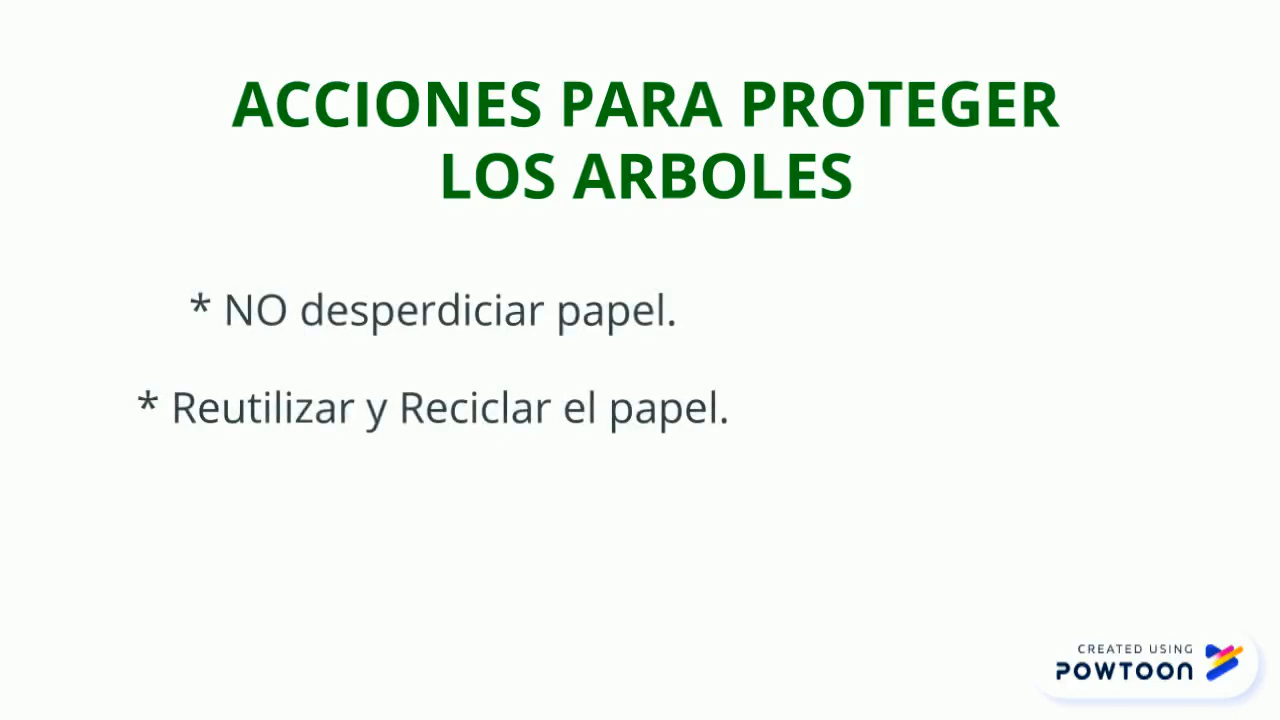 ACCIONES PARA PROTEGER
LOS ARBOLES
* NO desperdiciar papel.
* Reutilizar y Reciclar el papel.
CREATED USING
POWTOON